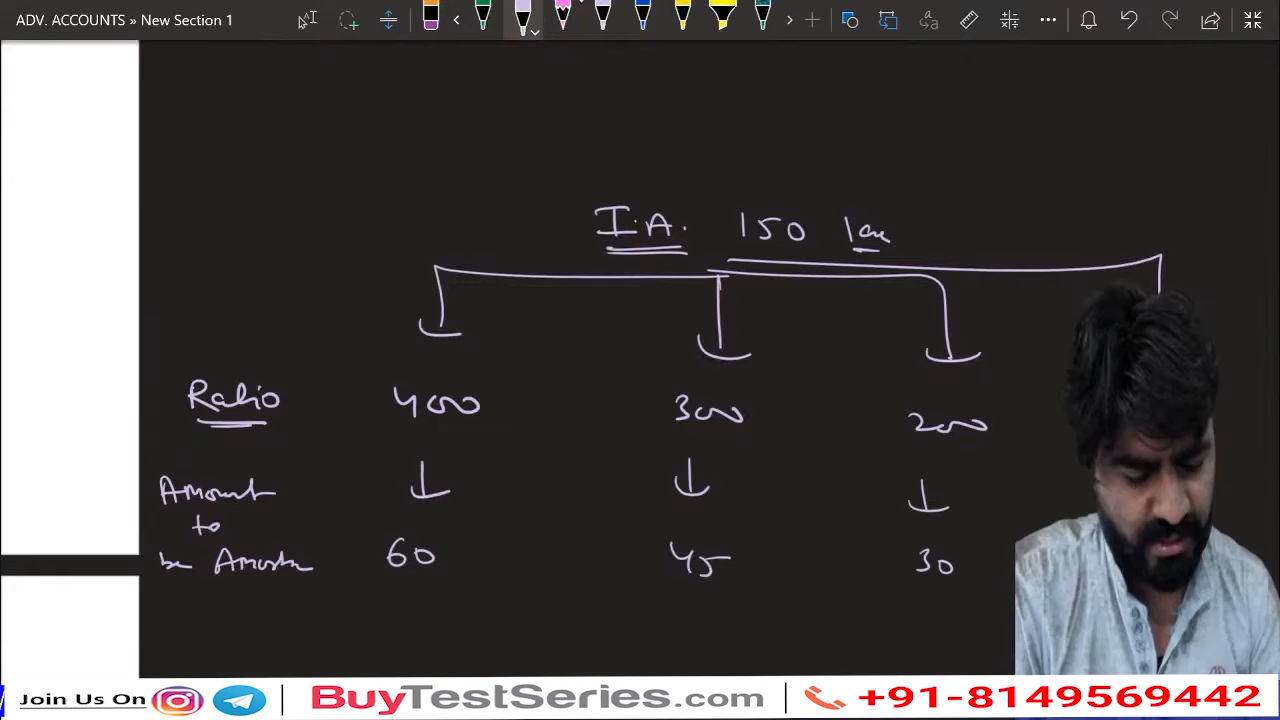 ADV. ACCOUNTS » New Section 1
I.A. 150 lac
Ratio 400 300 200
Amount
to
be Amortz 60 45 30
Join Us On BuyTestSeries.com +91-8149569442